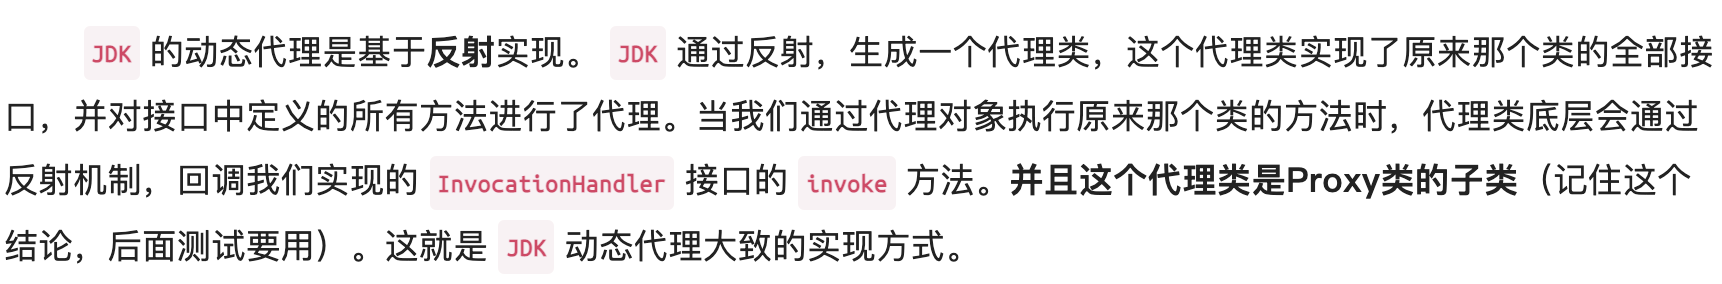 JDK 的动态代理是基于反射实现。 JDK 通过反射，生成一个代理类，这个代理类实现了原来那个类的全部接
口，并对接口中定义的所有方法进行了代理。当我们通过代理对象执行原来那个类的方法时，代理类底层会通过
反射机制，回调我们实现的 InvocationHandler 接口的 invoke 方法。并且这个代理类是Proxy类的子类（记住这个
结论，后面测试要用）。这就是 JDK 动态代理大致的实现方式。